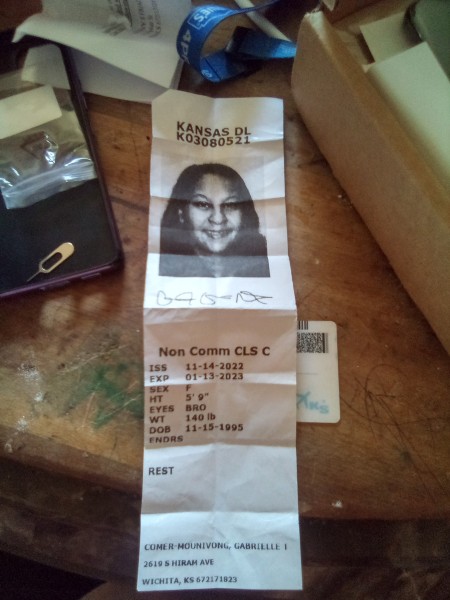 KANSAS DL
K03080521
Non Comm CLS C
ISS 11-14-2022
EXP 01-13-2023
SEX F
HT 5' 9"
EYES BRO
WT 140 lb
DOB 11-15-1995
ENDRS
REST
COMER-MOUNIVONG, GABRIELLE I
2619 S HIRAM AVE
WICHITA, KS 672171823